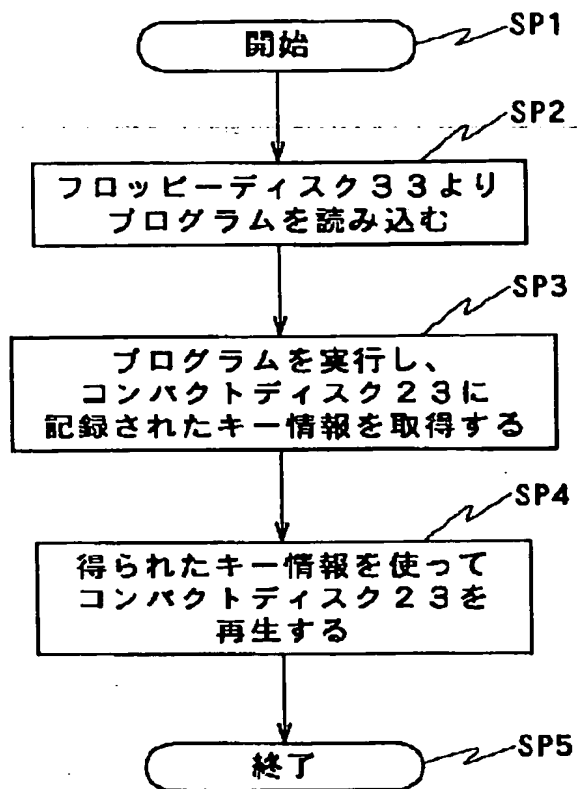 開始
SP1
SP2
フロッピーディスク33より
プログラムを読み込む
SP3
プログラムを実行し、
コンパクトディスク23に
記録されたキー情報を取得する
SP4
得られたキー情報を使って
コンパクトディスク23を
再生する
終了
SP5